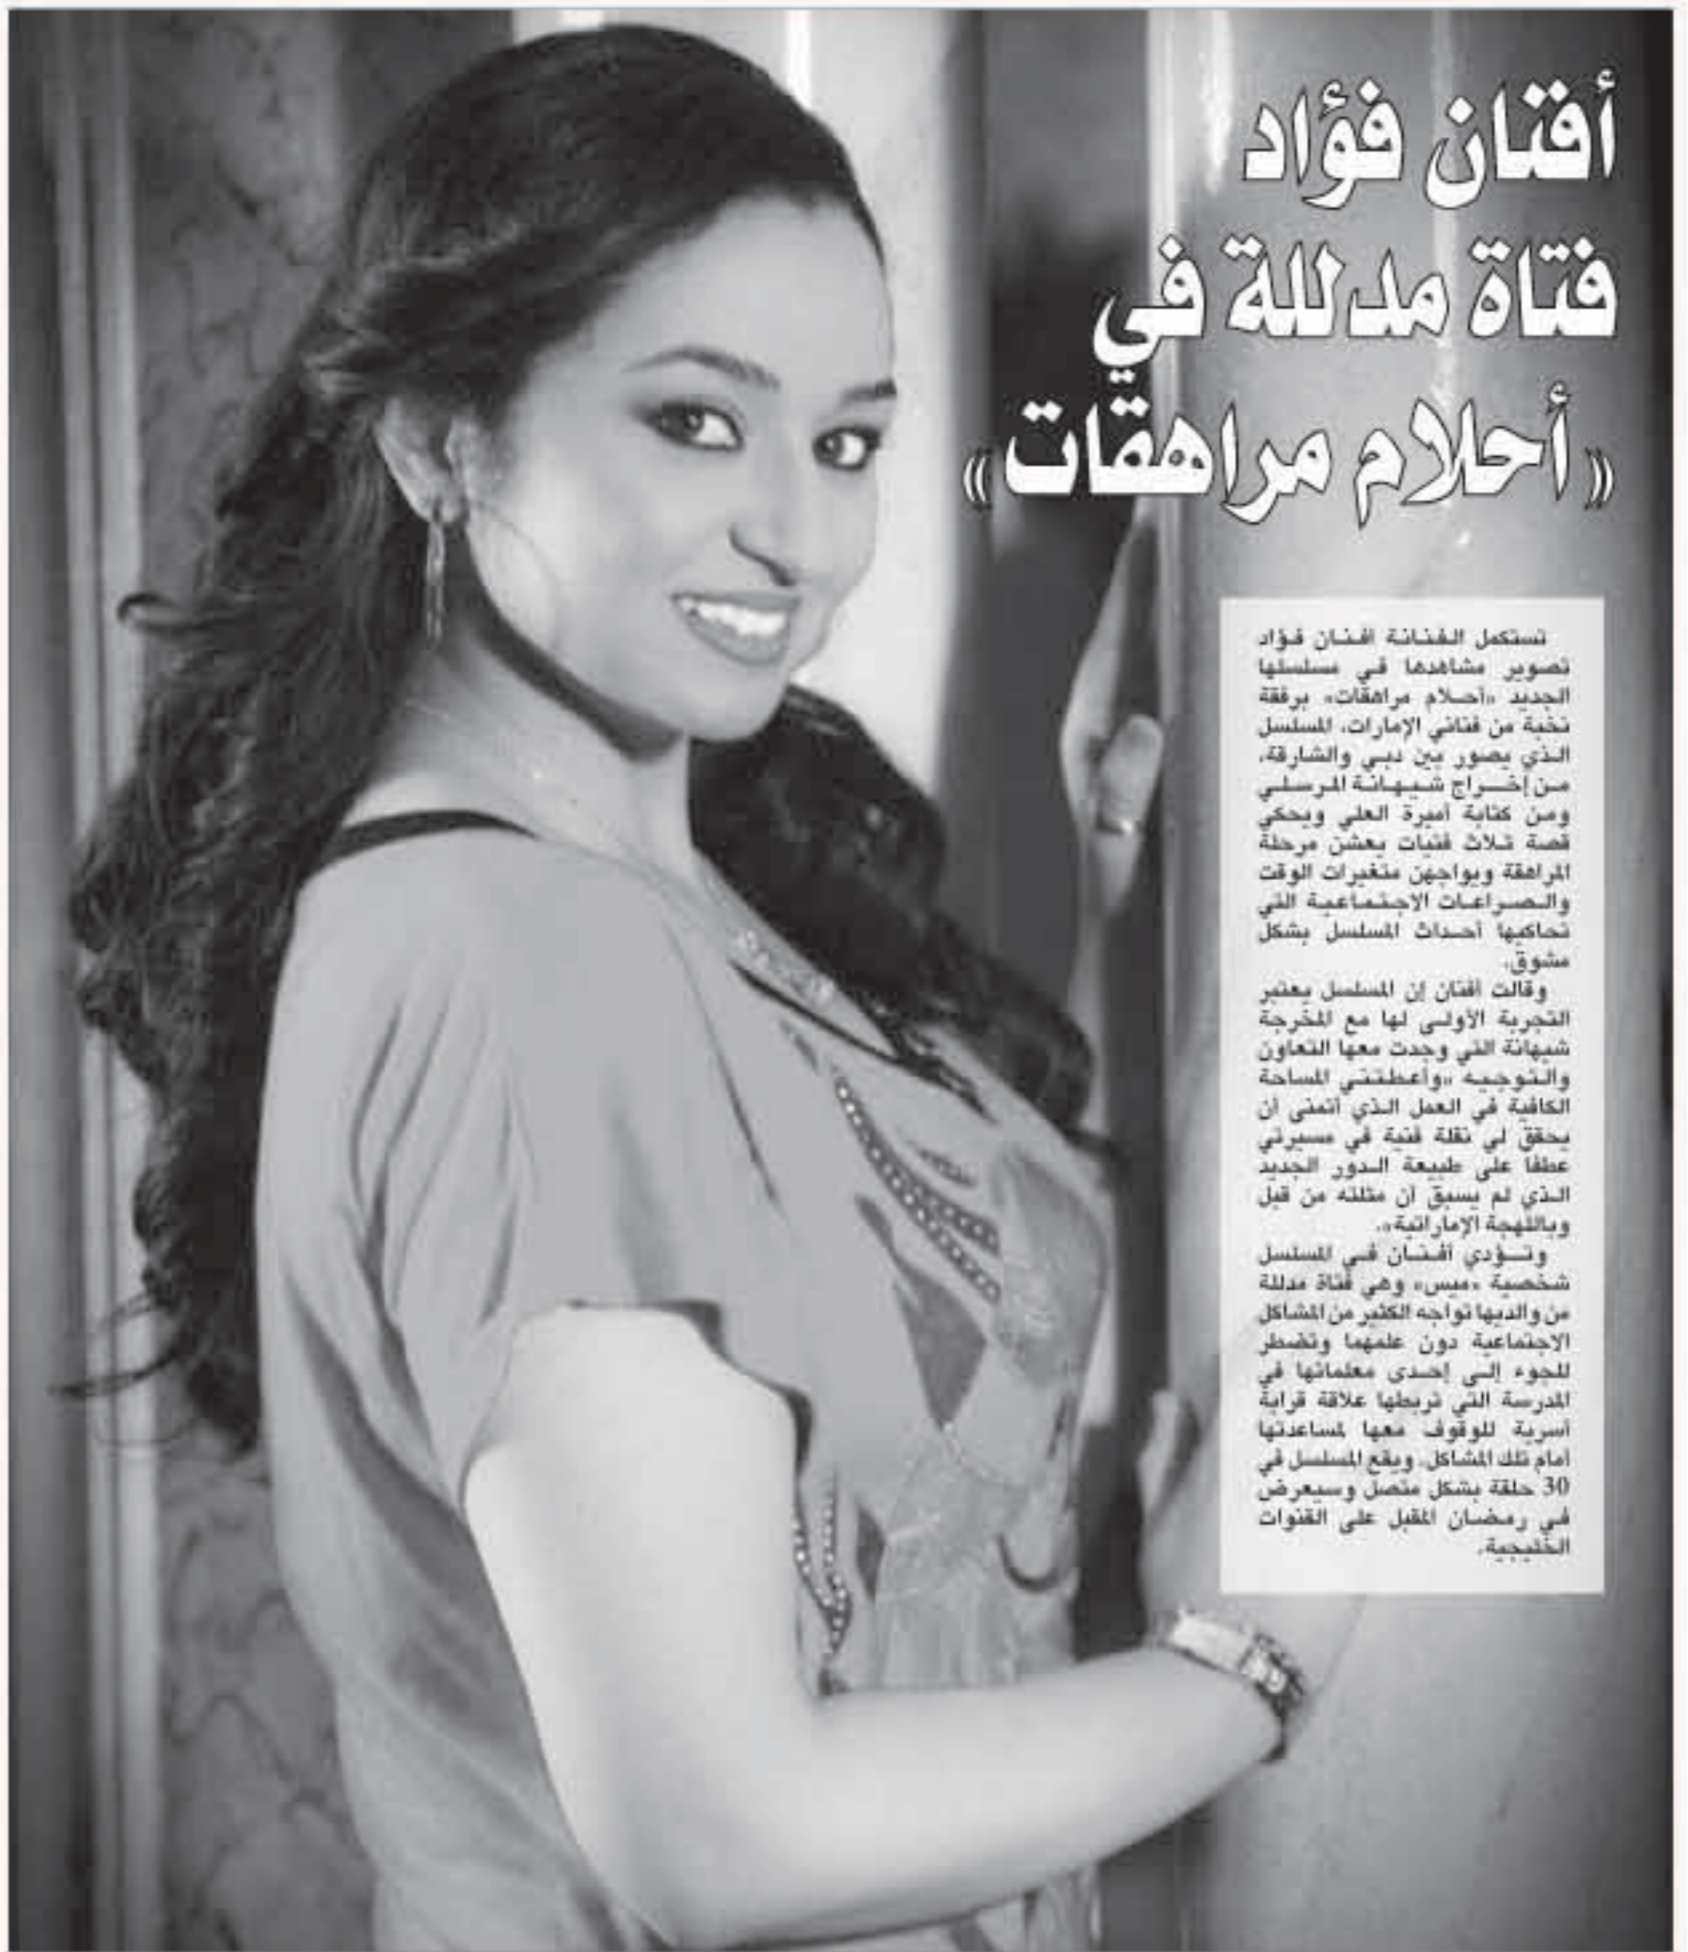 أفنان فؤاد
فتاة مدللة في
«أحلام مراهقات»
تستكمل الفنانة أفنان فؤاد
تصوير مشاهدها في مسلسلها
الجديد «أحلام مراهقات» برفقة
نخبة من فناني الإمارات، المسلسل
الذي يصور بين دبي والشارقة،
من إخراج شيهانة المرسلي
ومن كتابة أميرة العلي ويحكي
قصة ثلاث فتيات يعشن مرحلة
المراهقة ويواجهن متغيرات الوقت
والصراعات الاجتماعية التي
تحاكيها أحداث المسلسل بشكل
مشوق.
وقالت أفنان إن المسلسل يعتبر
التجربة الأولى لها مع المخرجة
شيهانة التي وجدت معها التعاون
والتوجيه «وأعطتني المساحة
الكافية في العمل الذي أتمنى أن
يحقق لي نقلة فنية في مسيرتي
عطفا على طبيعة الدور الجديد
الذي لم يسبق أن مثلته من قبل
وباللهجة الإماراتية».
وتؤدي أفنان في المسلسل
شخصية «ميس» وهي فتاة مدللة
من والديها تواجه الكثير من المشاكل
الاجتماعية دون علمهما وتضطر
للجوء إلى إحدى معلماتها في
المدرسة التي تربطها علاقة قرابة
أسرية للوقوف معها لمساعدتها
أمام تلك المشاكل. ويقع المسلسل في
30 حلقة بشكل متصل وسيعرض
في رمضان المقبل على القنوات
الخليجية.